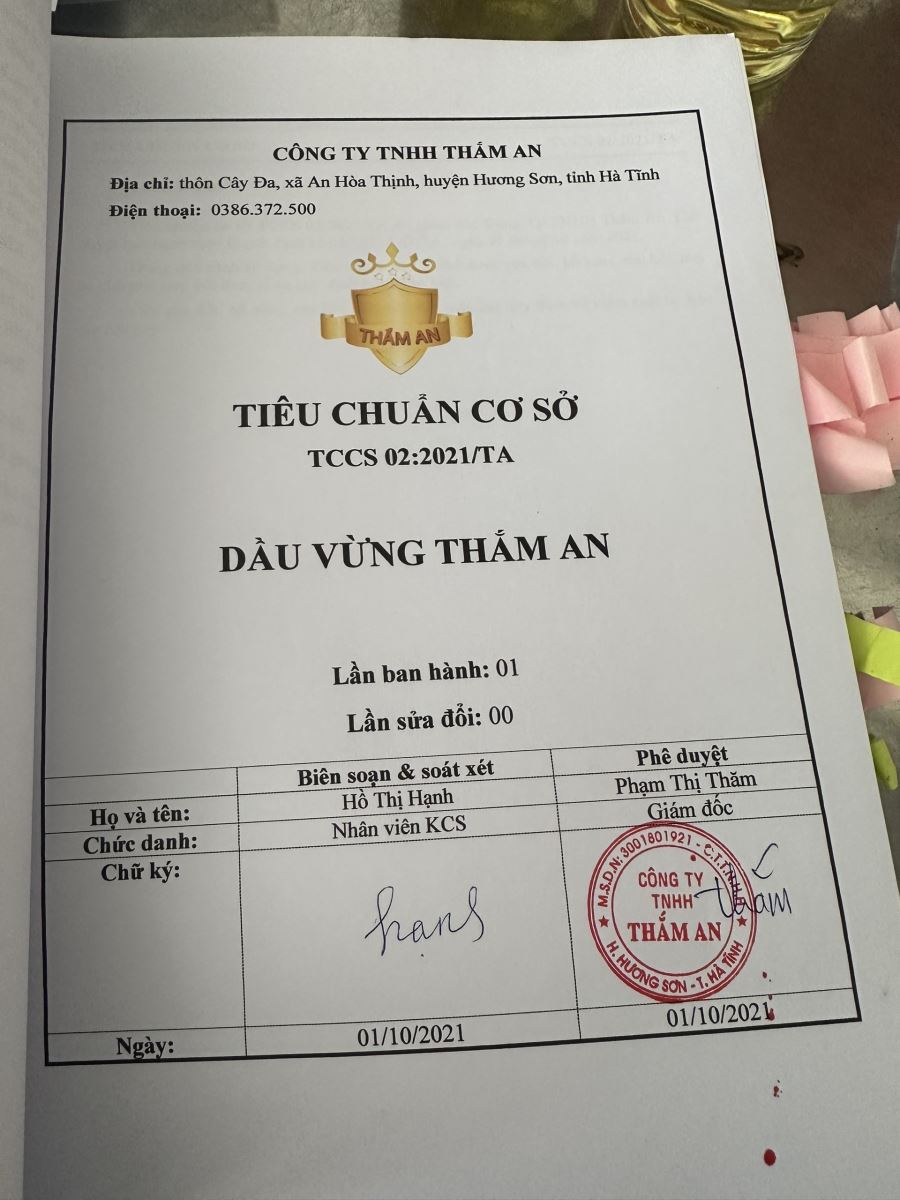 CÔNG TY TNHH THẮM AN
Địa chỉ: thôn Cây Đa, xã An Hòa Thịnh, huyện Hương Sơn, tỉnh Hà Tĩnh
Điện thoại: 0386.372.500
THẮM AN
TIÊU CHUẨN CƠ SỞ
TCCS 02:2021/TA
DẦU VỪNG THẮM AN
Lần ban hành: 01
Lần sửa đổi: 00
Biên soạn & soát xét Phê duyệt
Họ và tên: Hồ Thị Hạnh Phạm Thị Thăm
Chức danh: Nhân viên KCS Giám đốc
Chữ ký:
hạnh
thắm
M.S.D.N: 3001801921 - C.T.T.N.H.H
CÔNG TY
TNHH
THẮM AN
H. HƯƠNG SƠN - T. HÀ TĨNH
Ngày: 01/10/2021 01/10/2021